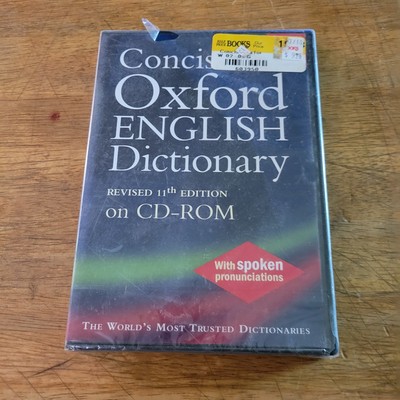 Concis
Oxford
ENGLISH
Dictionary
REVISED 11th EDITION
on CD-ROM
With spoken
pronunciations
THE WORLD'S MOST TRUSTED DICTIONARIES
BOOKS